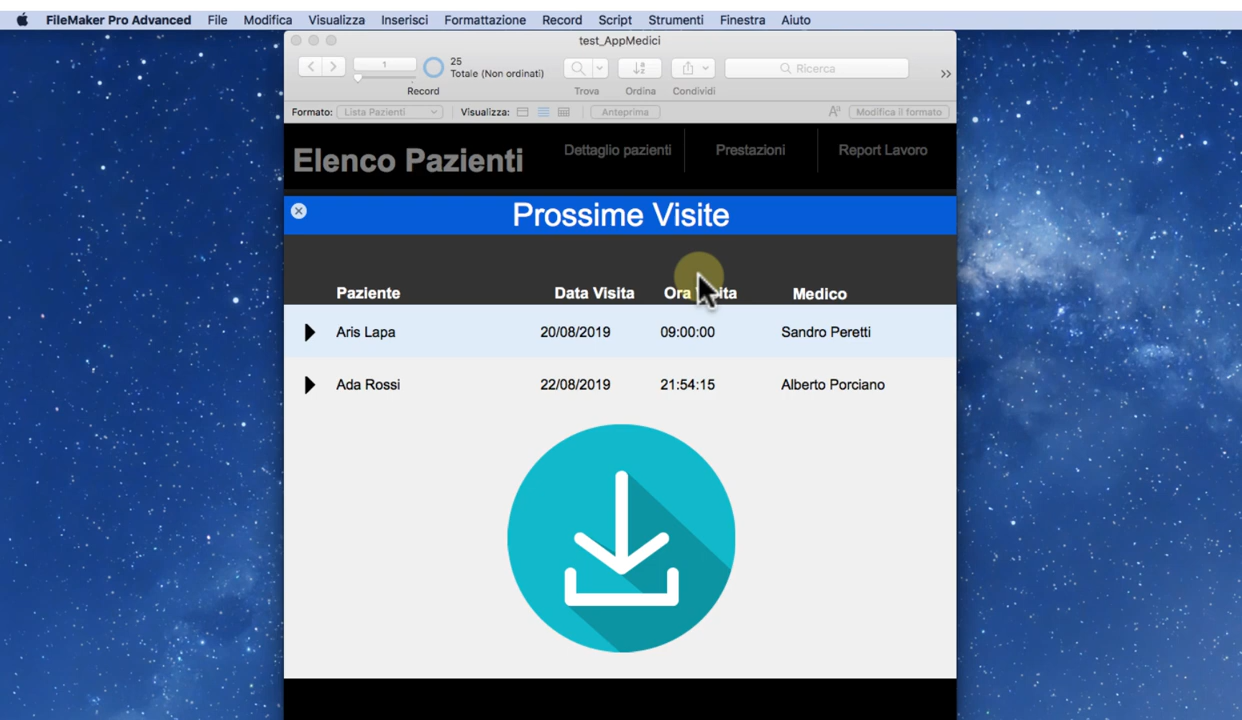 FileMaker Pro Advanced File Modifica Visualizza Inserisci Formattazione Record Script Strumenti Finestra Aiuto
test_AppMedici
1 25
Totale (Non ordinati)
Ricerca
Record Trova Ordina Condividi
Formato: Lista Pazienti Visualizza: Anteprima Modifica il formato
Elenco Pazienti Dettaglio pazienti Prestazioni Report Lavoro
Prossime Visite
Paziente Data Visita Ora Visita Medico
Aris Lapa 20/08/2019 09:00:00 Sandro Peretti
Ada Rossi 22/08/2019 21:54:15 Alberto Porciano